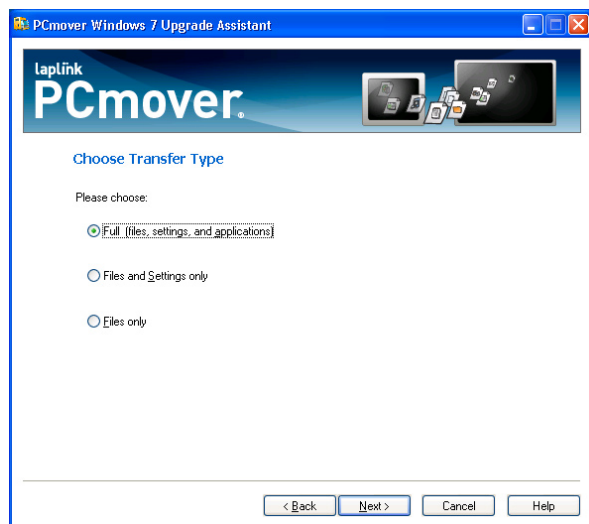 PCmover Windows 7 Upgrade Assistant
laplink
PCmover®
Choose Transfer Type
Please choose:
Full (files, settings, and applications)
Files and Settings only
Files only
< Back Next > Cancel Help